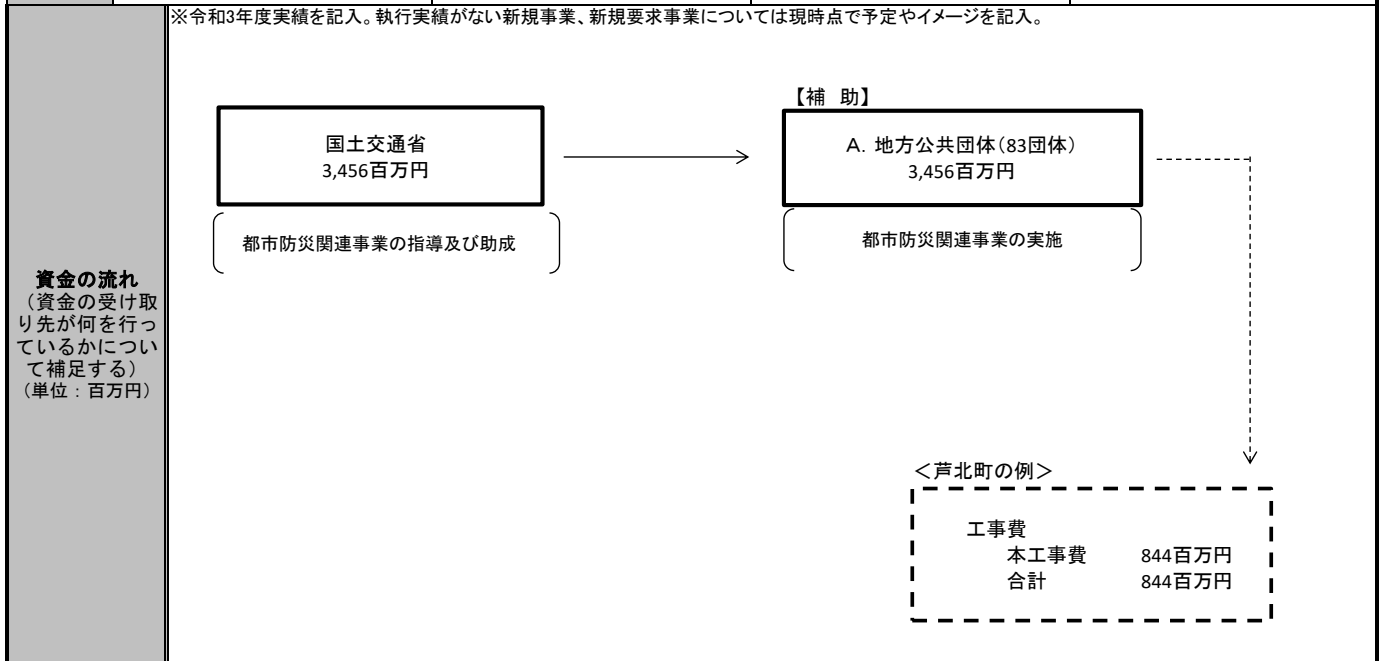 ※令和3年度実績を記入。執行実績がない新規事業、新規要求事業については現時点で予定やイメージを記入。
資金の流れ
（資金の受け取
り先が何を行っ
ているかについ
て補足する）
（単位：百万円）
国土交通省
3,456百万円
都市防災関連事業の指導及び助成
【補　助】
A. 地方公共団体（83団体）
3,456百万円
都市防災関連事業の実施
＜芦北町の例＞
工事費
本工事費　844百万円
合計　844百万円